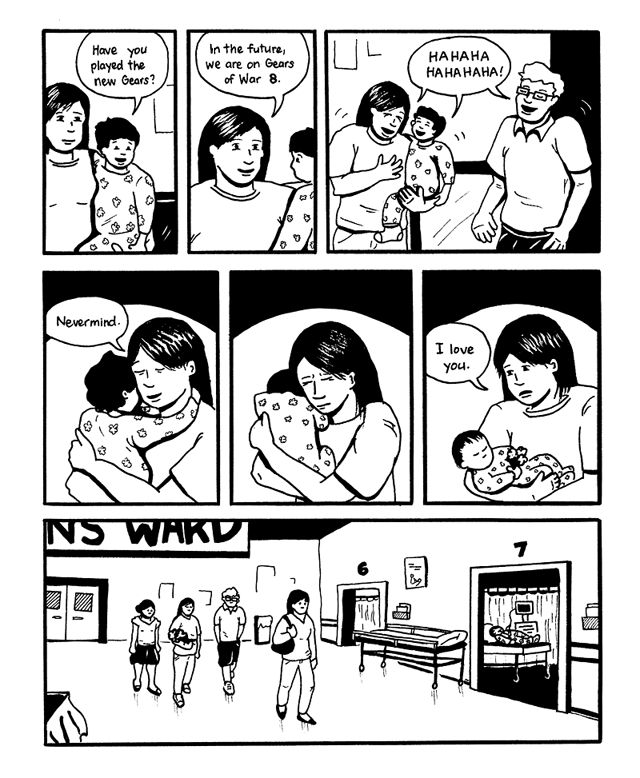 Have you
played the
new Gears?
In the future,
we are on Gears
of War 8.
HAHAHA
HAHAHAHA!
Nevermind.
I love
you.
NS WARD
6
7